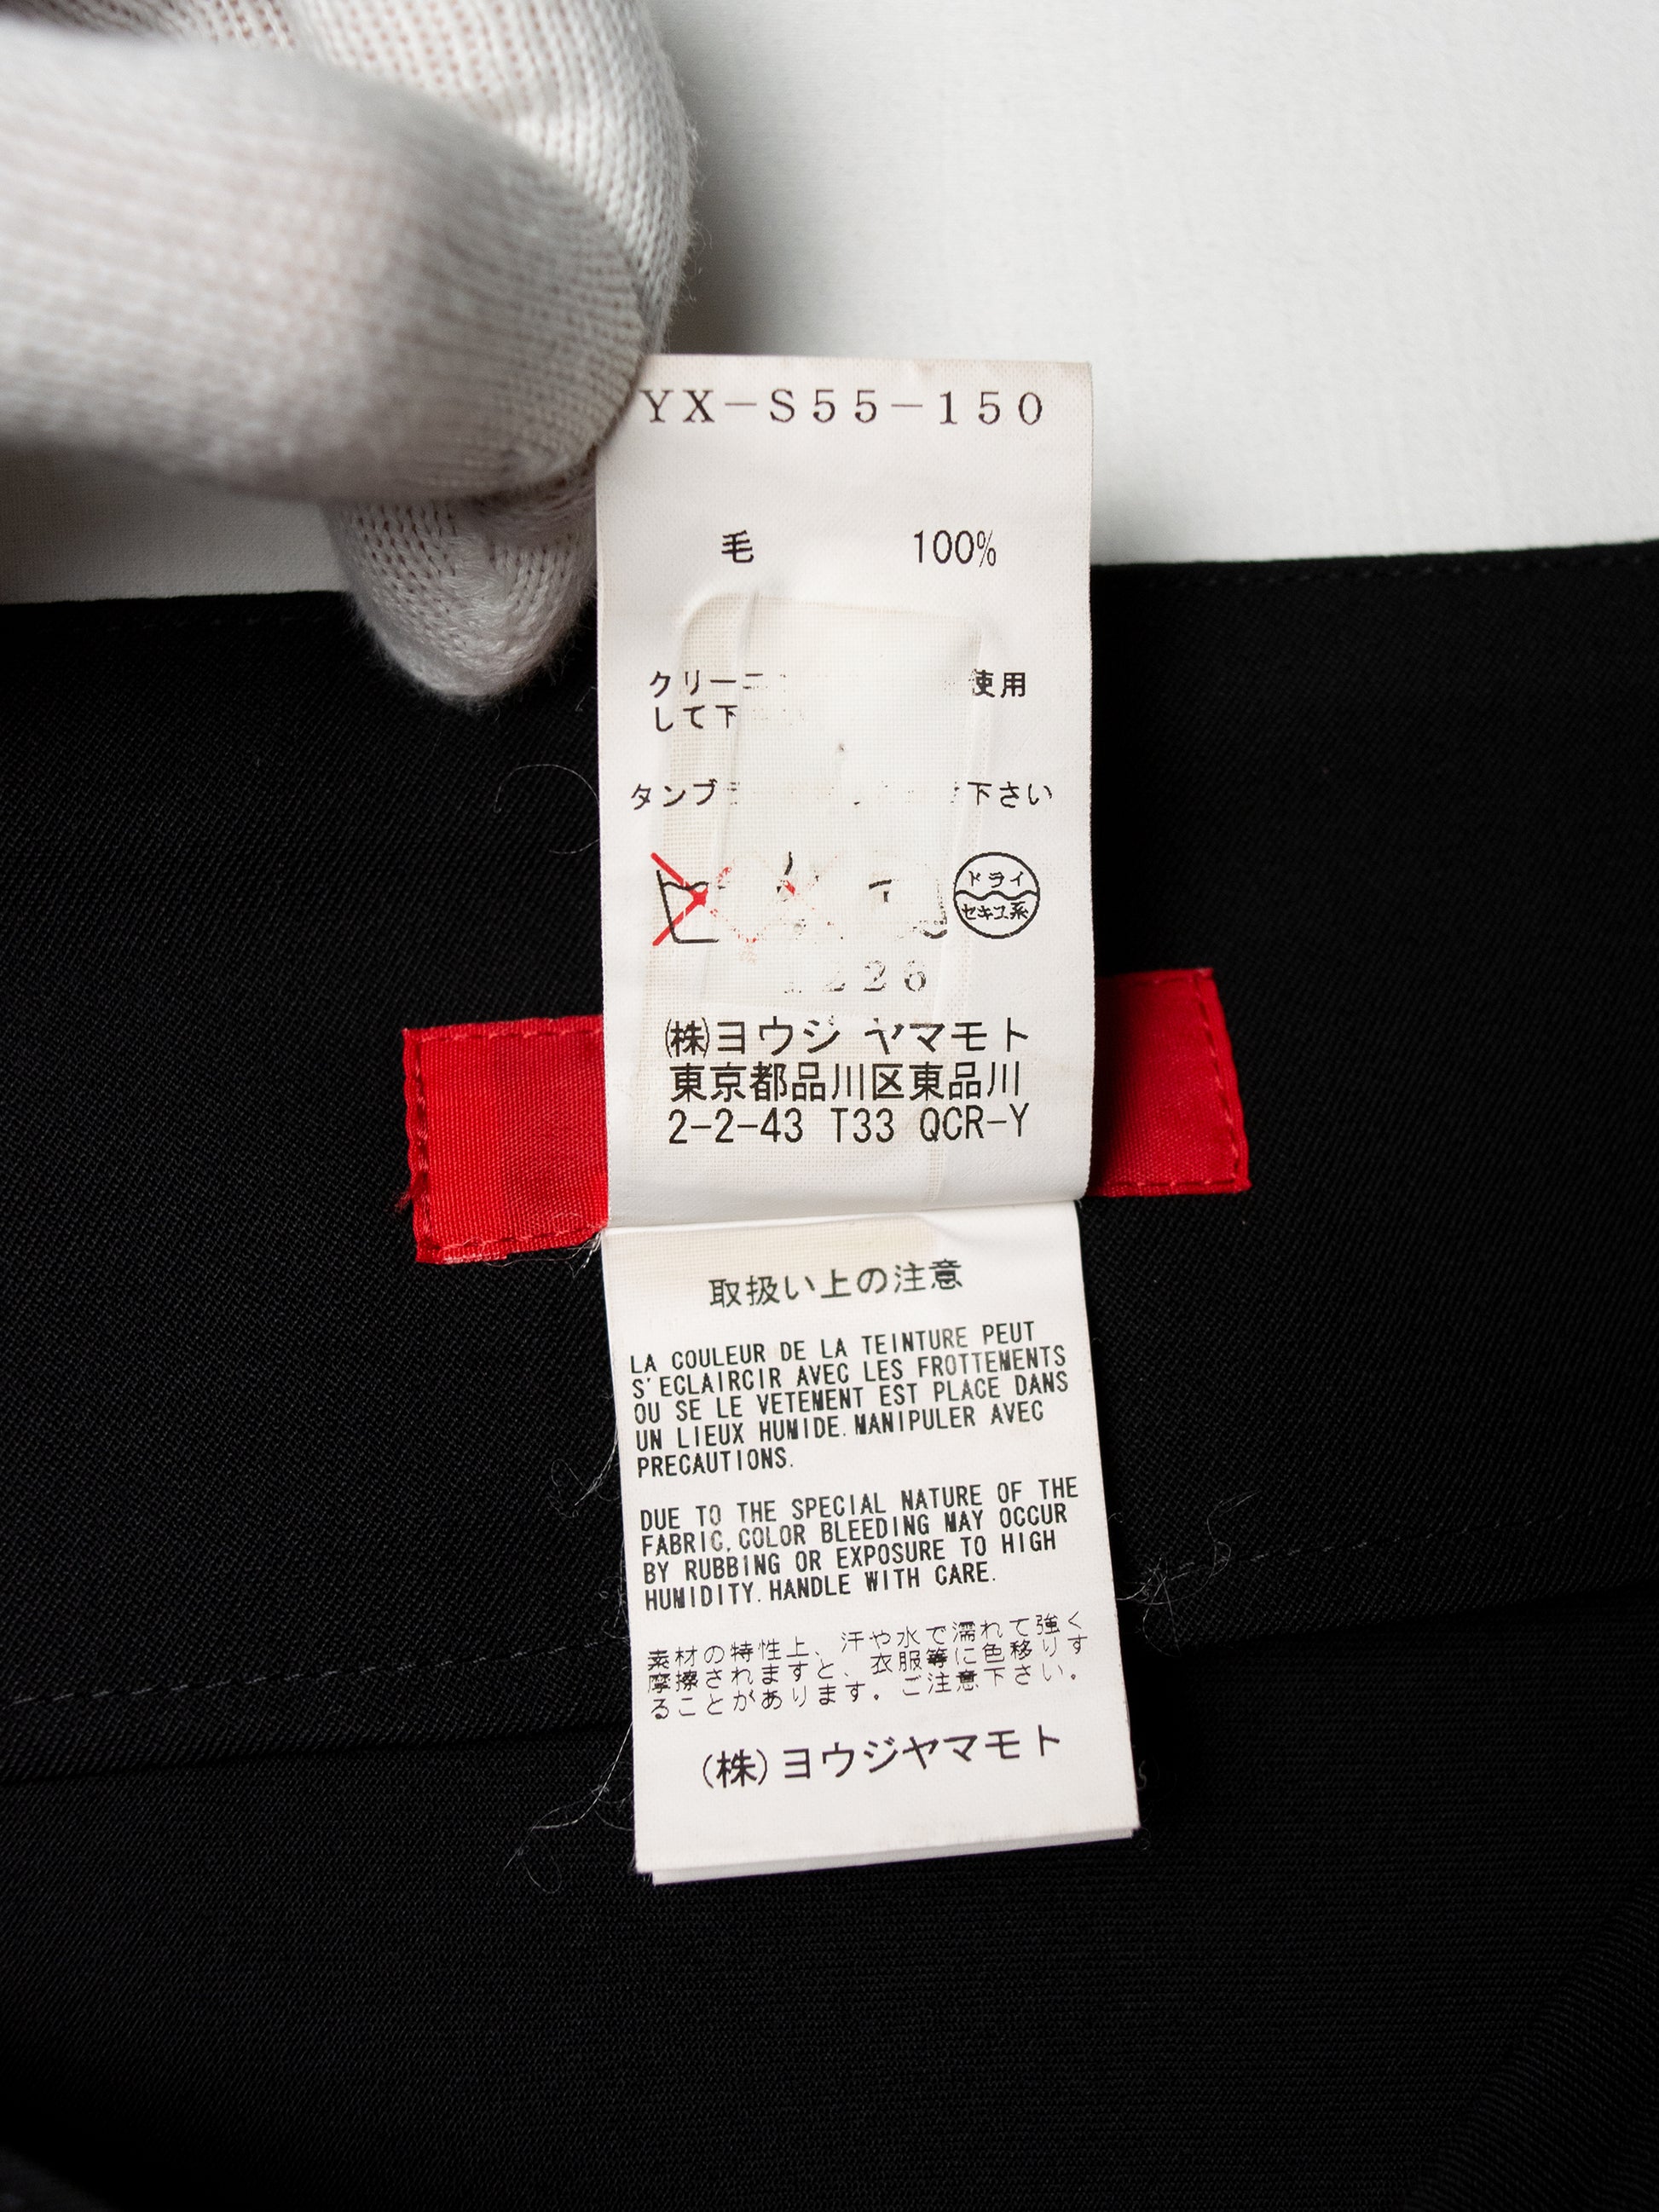 YX-S55-150
毛 100%
クリーニ 使用
して下
タンブ 下さい
ドライ
セキユ系
226
㈱ヨウジ ヤマモト
東京都品川区東品川
2-2-43 T33 QCR-Y
取扱い上の注意
LA COULEUR DE LA TEINTURE PEUT
S'ECLAIRCIR AVEC LES FROTTEMENTS
OU SE LE VETEMENT EST PLACE DANS
UN LIEUX HUMIDE.MANIPULER AVEC
PRECAUTIONS.
DUE TO THE SPECIAL NATURE OF THE
FABRIC,COLOR BLEEDING MAY OCCUR
BY RUBBING OR EXPOSURE TO HIGH
HUMIDITY.HANDLE WITH CARE.
素材の特性上、汗や水で濡れて強く
摩擦されますと、衣服等に色移りす
ることがあります。ご注意下さい。
(株)ヨウジヤマモト